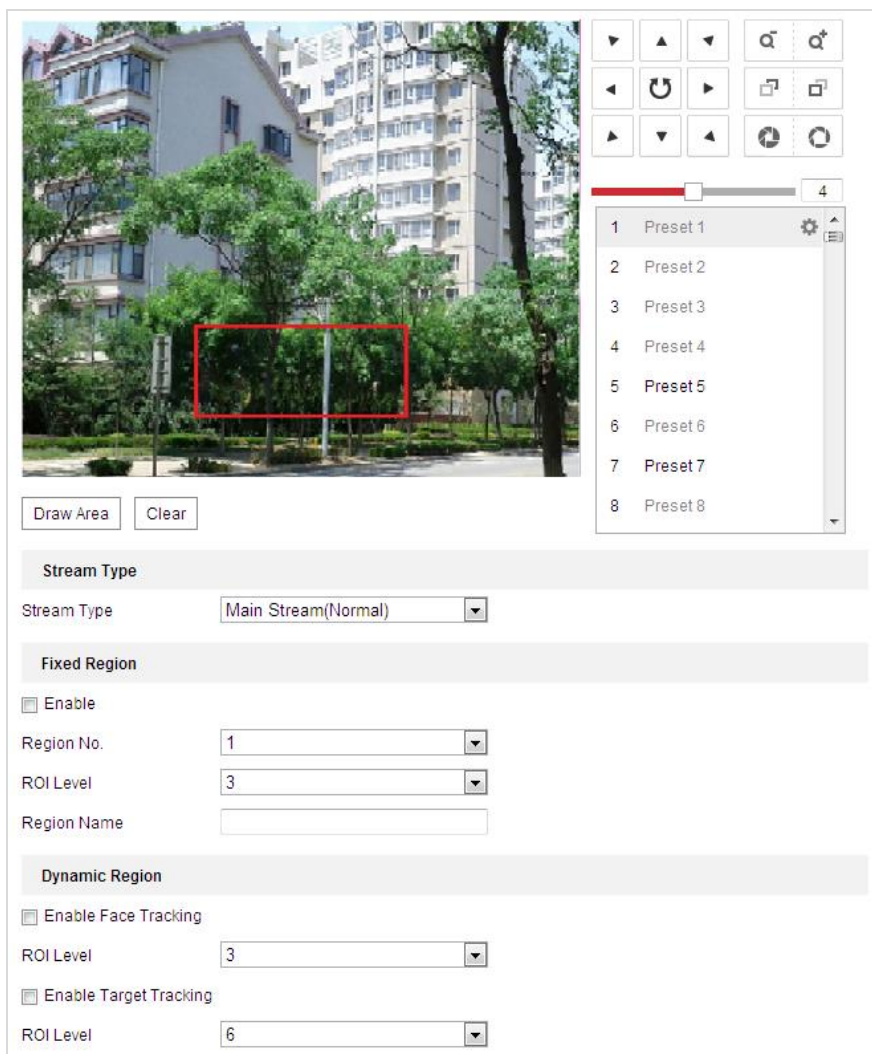 4
1 Preset 1
2 Preset 2
3 Preset 3
4 Preset 4
5 Preset 5
6 Preset 6
7 Preset 7
8 Preset 8
Draw Area Clear
Stream Type
Stream Type Main Stream(Normal)
Fixed Region
Enable
Region No. 1
ROI Level 3
Region Name
Dynamic Region
Enable Face Tracking
ROI Level 3
Enable Target Tracking
ROI Level 6